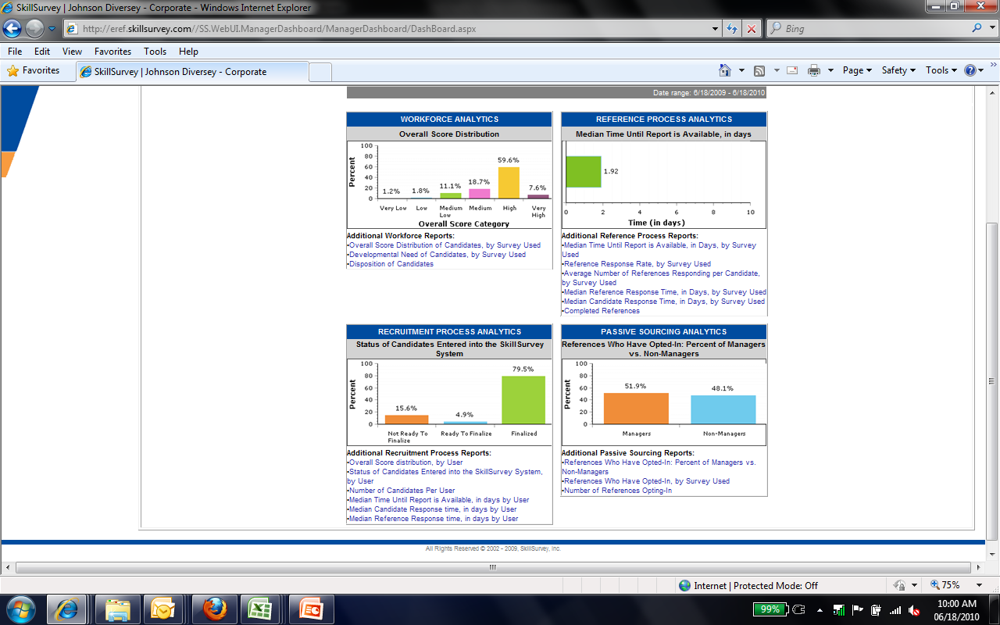 SkillSurvey | Johnson Diversey - Corporate - Windows Internet Explorer
http://eref.skillsurvey.com//SS.WebUI.ManagerDashboard/ManagerDashboard/DashBoard.aspx
Bing
File Edit View Favorites Tools Help
Favorites
SkillSurvey | Johnson Diversey - Corporate
Page Safety Tools
Date range: 6/18/2009 - 6/18/2010
WORKFORCE ANALYTICS
Overall Score Distribution
Percent
100
80
60
40
20
0
1.2% 1.8% 11.1% 18.7% 59.6% 7.6%
Very Low Low Medium Low Medium High Very High
Overall Score Category
Additional Workforce Reports:
•Overall Score Distribution of Candidates, by Survey Used
•Developmental Need of Candidates, by Survey Used
•Disposition of Candidates
REFERENCE PROCESS ANALYTICS
Median Time Until Report is Available, in days
1.92
0 2 4 6 8 10
Time (in days)
Additional Reference Process Reports:
•Median Time Until Report is Available, in Days, by Survey
Used
•Reference Response Rate, by Survey Used
•Average Number of References Responding per Candidate,
by Survey Used
•Median Reference Response Time, in Days, by Survey Used
•Median Candidate Response Time, in Days, by Survey Used
•Completed References
RECRUITMENT PROCESS ANALYTICS
Status of Candidates Entered into the SkillSurvey
System
Percent
100
80
60
40
20
0
15.6% 4.9% 79.5%
Not Ready To Finalize Ready To Finalize Finalized
Additional Recruitment Process Reports:
•Overall Score distribution, by User
•Status of Candidates Entered into the SkillSurvey System,
by User
•Number of Candidates Per User
•Median Time Until Report is Available, in days by User
•Median Candidate Response time, in days by User
•Median Reference Response time, in days by User
PASSIVE SOURCING ANALYTICS
References Who Have Opted-In: Percent of Managers
vs. Non-Managers
Percent
100
80
60
40
20
0
51.9% 48.1%
Managers Non-Managers
Additional Passive Sourcing Reports:
•References Who Have Opted-In: Percent of Managers vs.
Non-Managers
•References Who Have Opted-In, by Survey Used
•Number of References Opting-In
All Rights Reserved © 2002 - 2009, SkillSurvey, Inc.
Internet | Protected Mode: Off
75%
99%
10:00 AM
06/18/2010